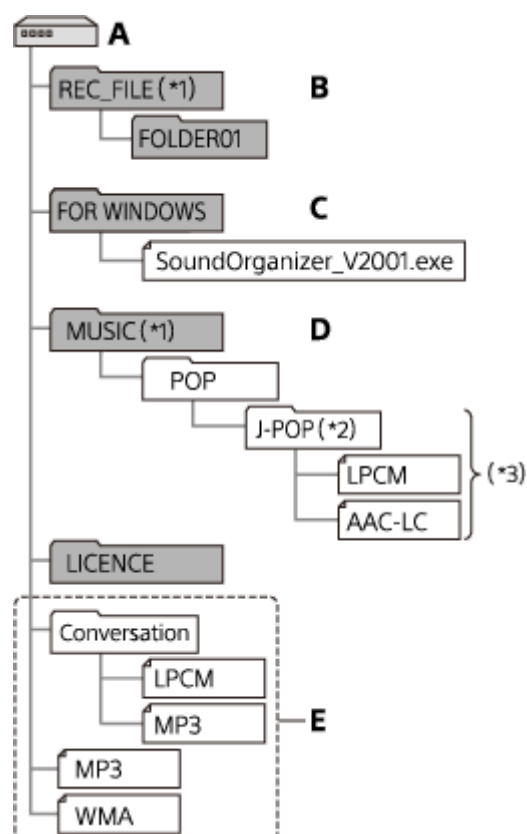 A
REC_FILE(*1) B
FOLDER01
FOR WINDOWS C
SoundOrganizer_V2001.exe
MUSIC(*1) D
POP
J-POP(*2)
LPCM (*3)
AAC-LC
LICENCE
Conversation
LPCM
MP3 E
MP3
WMA